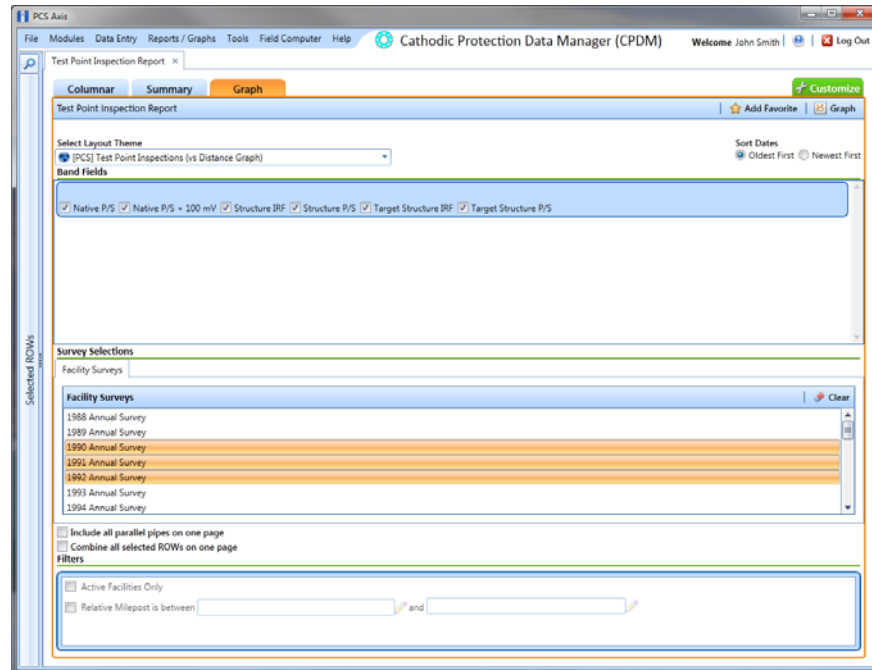 PCS Axis
File Modules Data Entry Reports / Graphs Tools Field Computer Help Cathodic Protection Data Manager (CPDM) Welcome John Smith Log Out
Test Point Inspection Report ×
Columnar Summary Graph Customize
Test Point Inspection Report Add Favorite Graph
Select Layout Theme Sort Dates
[PCS] Test Point Inspections (vs Distance Graph) Oldest First Newest First
Band Fields
Native P/S Native P/S + 100 mV Structure IRF Structure P/S Target Structure IRF Target Structure P/S
Selected ROWs
Survey Selections
Facility Surveys
Facility Surveys Clear
1988 Annual Survey
1989 Annual Survey
1990 Annual Survey
1991 Annual Survey
1992 Annual Survey
1993 Annual Survey
1994 Annual Survey
Include all parallel pipes on one page
Combine all selected ROWs on one page
Filters
Active Facilities Only
Relative Milepost is between and